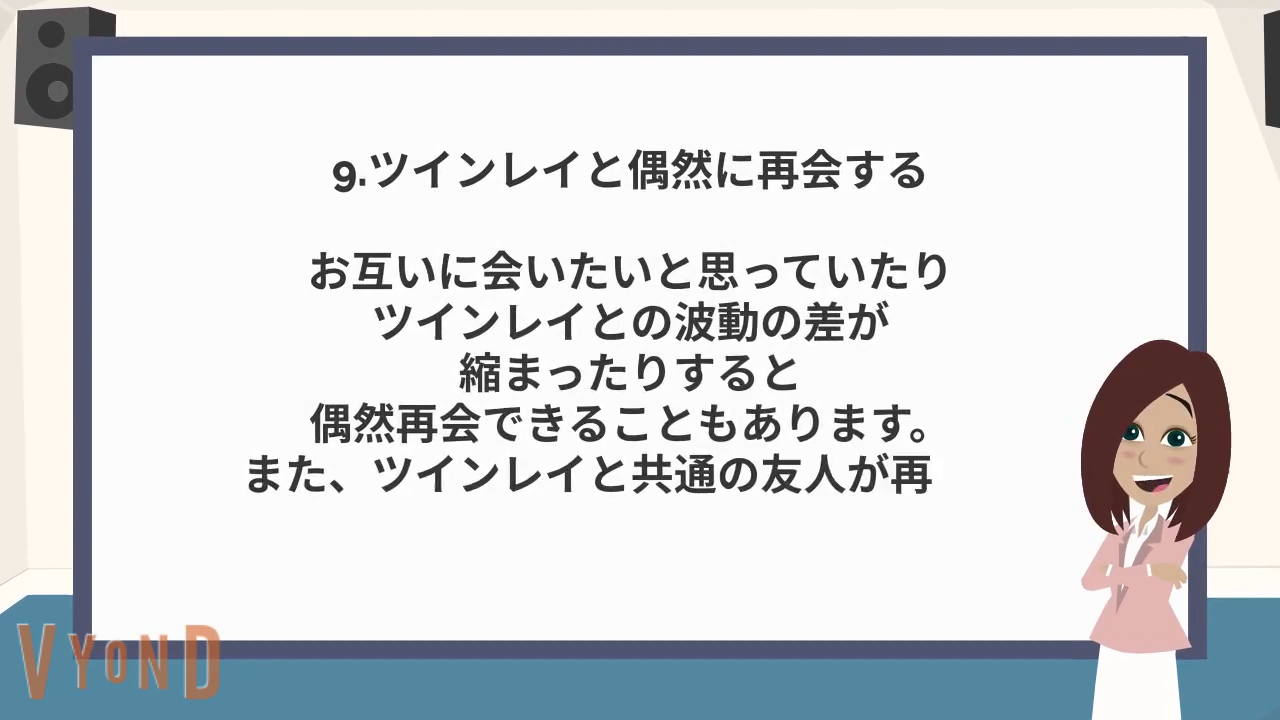 9.ツインレイと偶然に再会する
お互いに会いたいと思っていたり
ツインレイとの波動の差が
縮まったりすると
偶然再会できることもあります。
また、ツインレイと共通の友人が再
VYOND